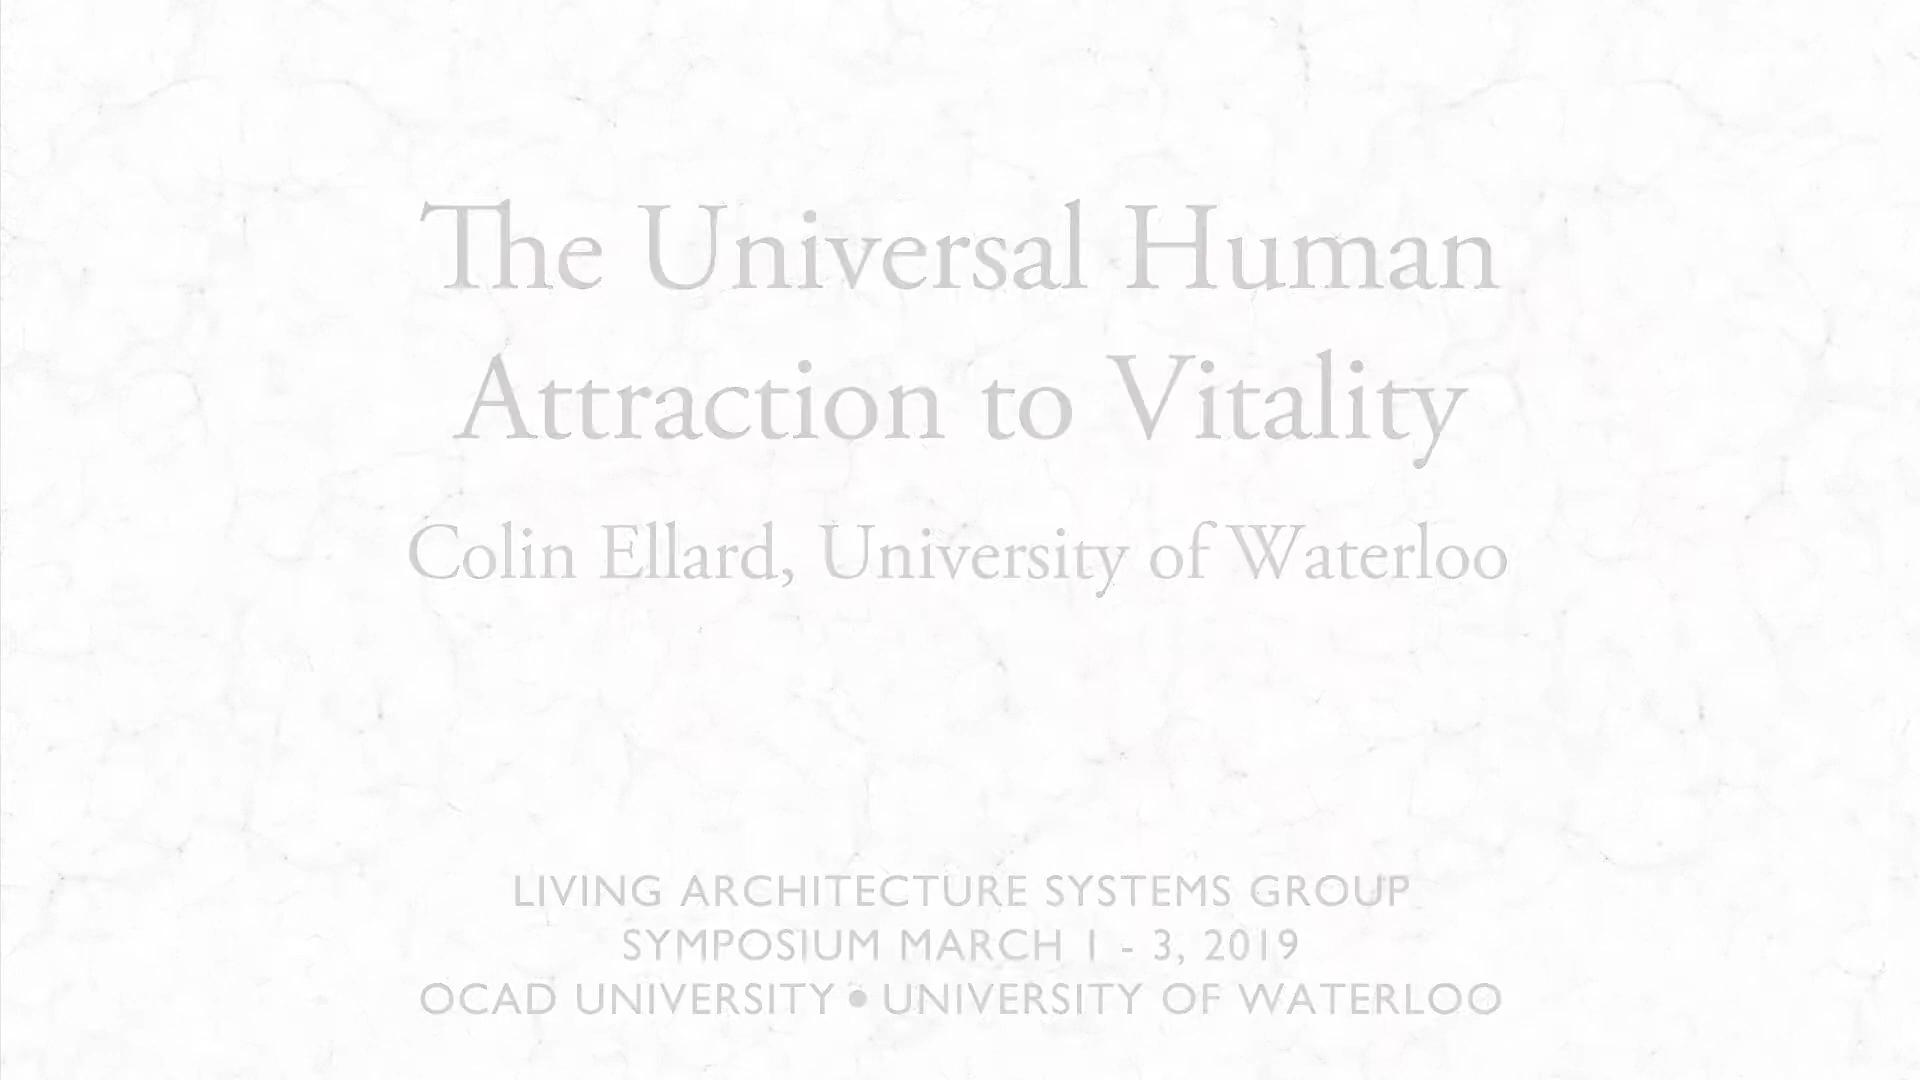 The Universal Human
Attraction to Vitality
Colin Ellard, University of Waterloo
LIVING ARCHITECTURE SYSTEMS GROUP
SYMPOSIUM MARCH 1 - 3, 2019
OCAD UNIVERSITY • UNIVERSITY OF WATERLOO